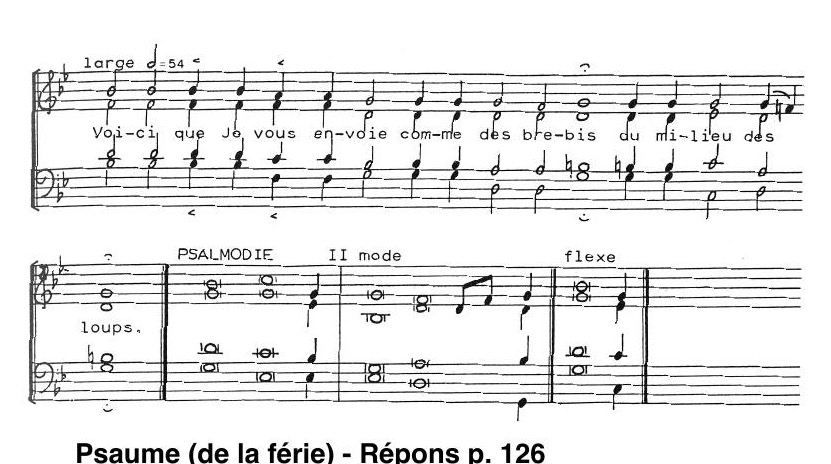 large = 54
Voi-ci que Je vous en-voie com-me des bre-bis du mi-lieu des
PSALMODIE II mode flexe
loups.
Psaume (de la férie) - Répons p. 126